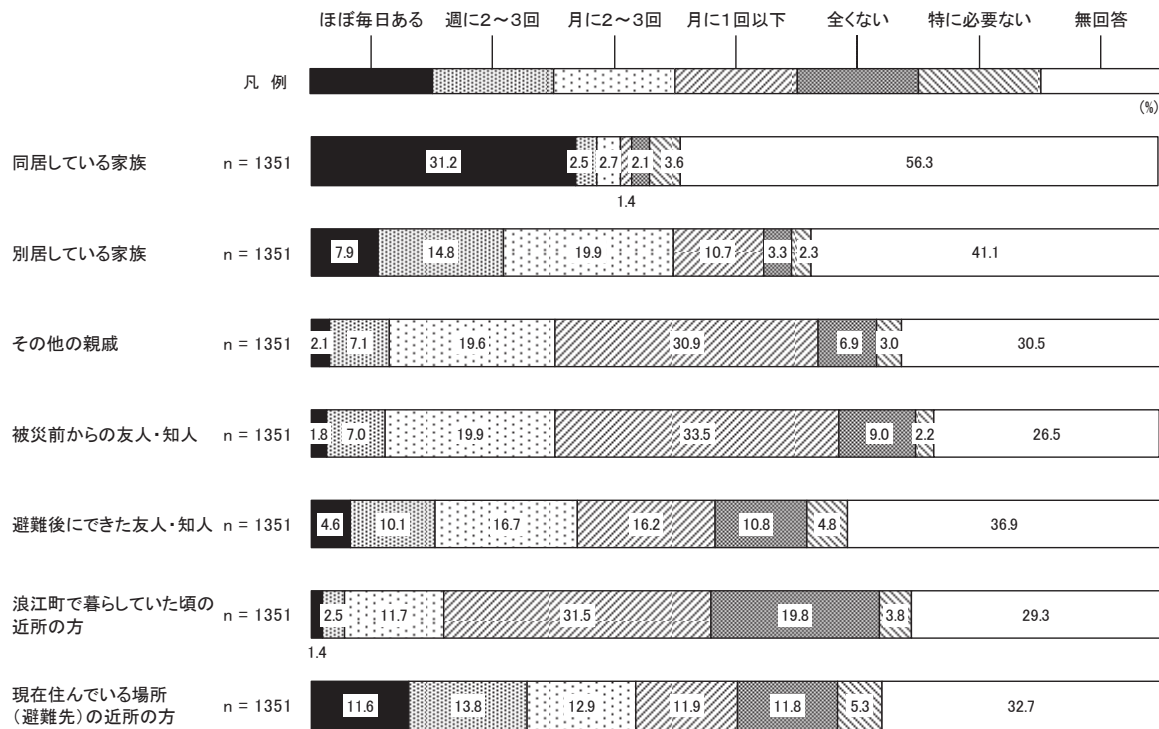 ほぼ毎日ある 週に2～3回 月に2～3回 月に1回以下 全くない 特に必要ない 無回答
凡 例
(%)
同居している家族 n = 1351 31.2 2.5 2.7 2.1 3.6 56.3
1.4
別居している家族 n = 1351 7.9 14.8 19.9 10.7 3.3 2.3 41.1
その他の親戚 n = 1351 2.1 7.1 19.6 30.9 6.9 3.0 30.5
被災前からの友人・知人 n = 1351 1.8 7.0 19.9 33.5 9.0 2.2 26.5
避難後にできた友人・知人 n = 1351 4.6 10.1 16.7 16.2 10.8 4.8 36.9
浪江町で暮らしていた頃の
近所の方 n = 1351 2.5 11.7 31.5 19.8 3.8 29.3
1.4
現在住んでいる場所
（避難先）の近所の方 n = 1351 11.6 13.8 12.9 11.9 11.8 5.3 32.7